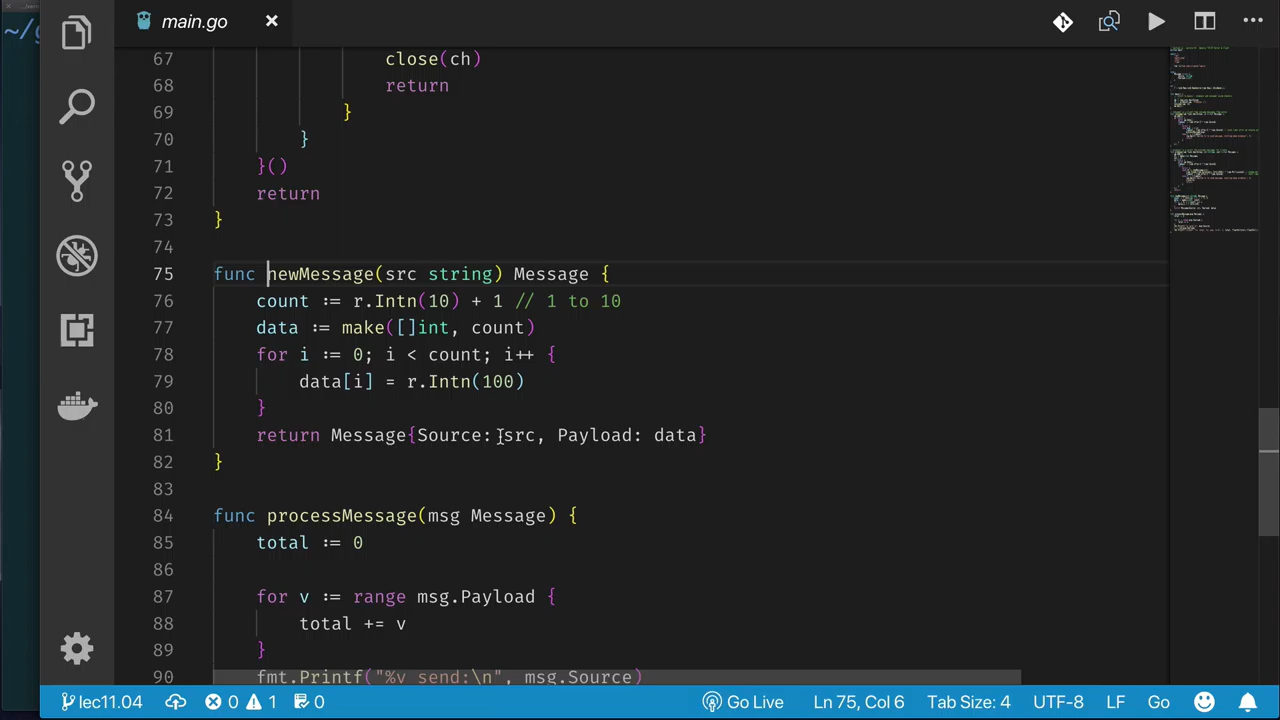 ~/g
main.go
67 close(ch)
68 return
69 }
70 }
71 }()
72 return
73 }
74
75 func newMessage(src string) Message {
76 count := r.Intn(10) + 1 // 1 to 10
77 data := make([]int, count)
78 for i := 0; i < count; i++ {
79 data[i] = r.Intn(100)
80 }
81 return Message{Source: src, Payload: data}
82 }
83
84 func processMessage(msg Message) {
85 total := 0
86
87 for v := range msg.Payload {
88 total += v
89 }
90 fmt.Printf("%v send:\n", msg.Source)
lec11.04 0 1 0 Go Live Ln 75, Col 6 Tab Size: 4 UTF-8 LF Go